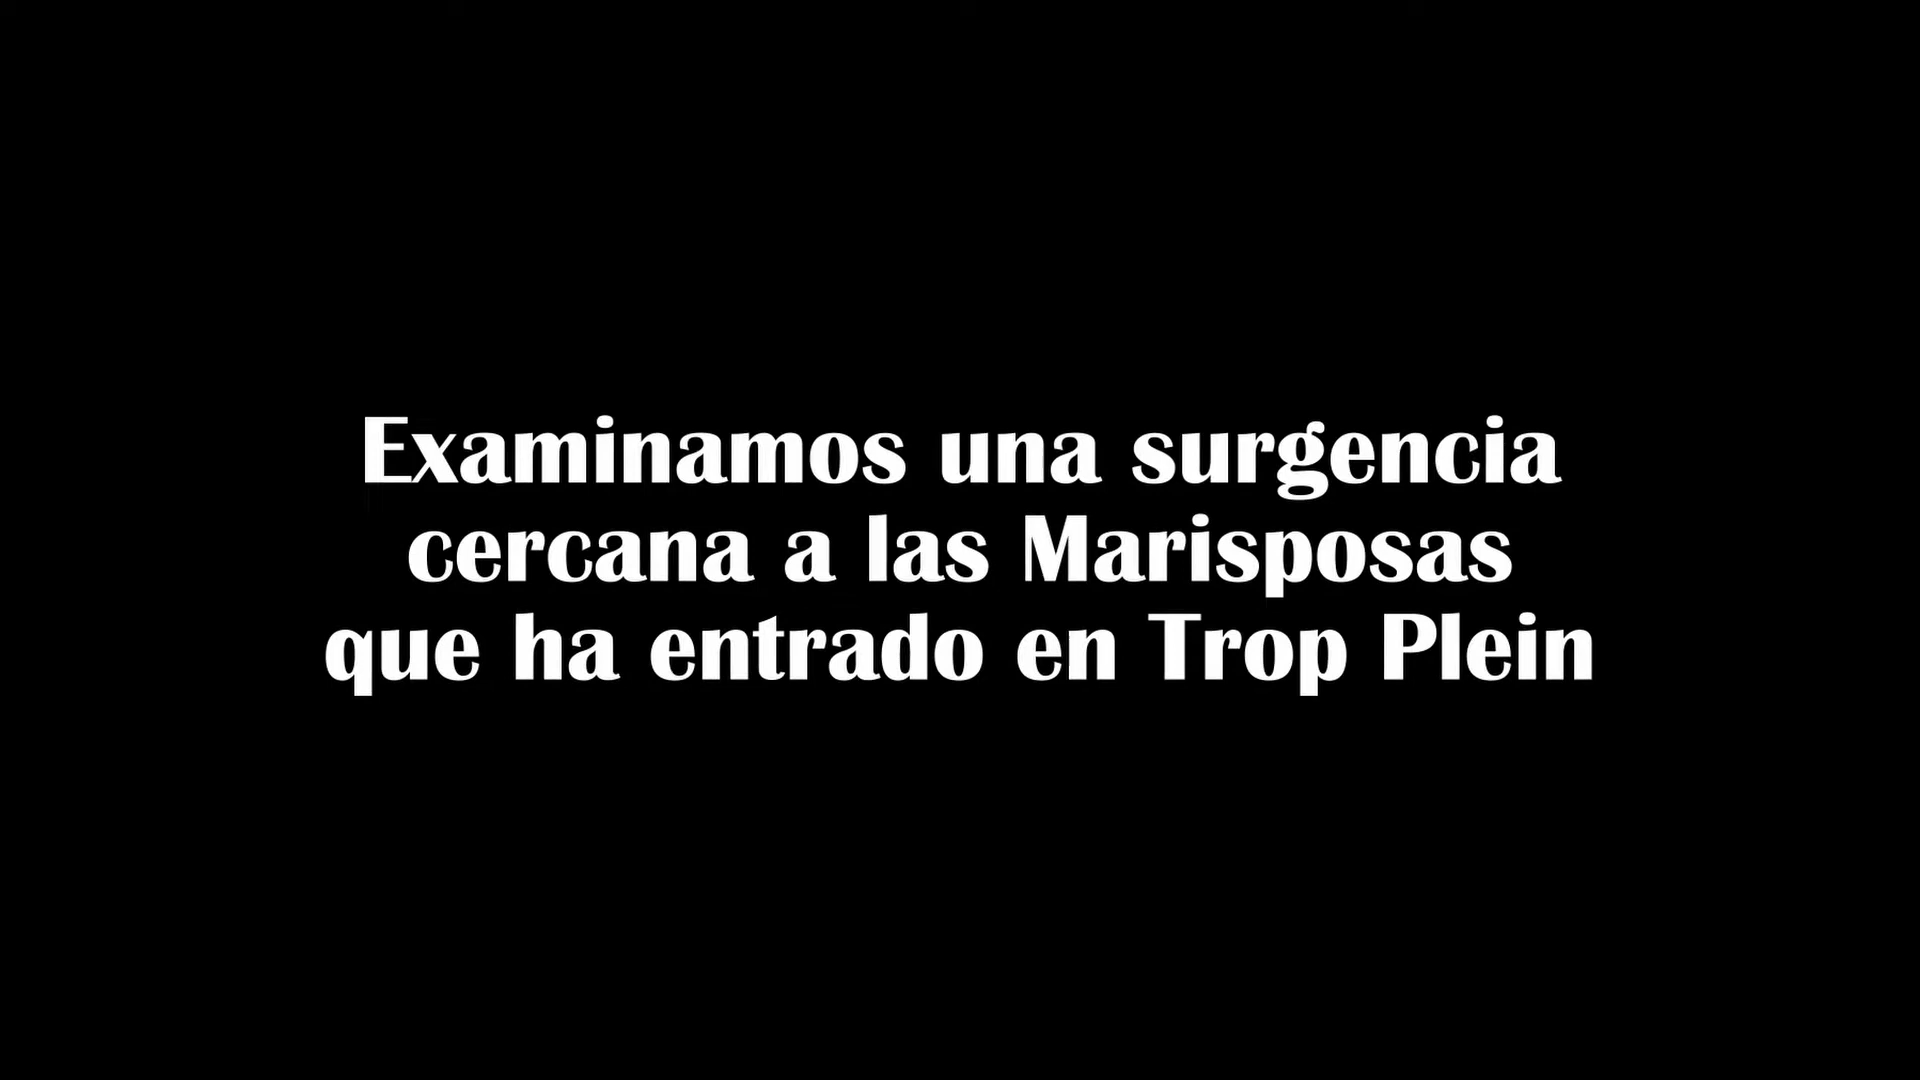 Examinamos una surgencia
cercana a las Marisposas
que ha entrado en Trop Plein